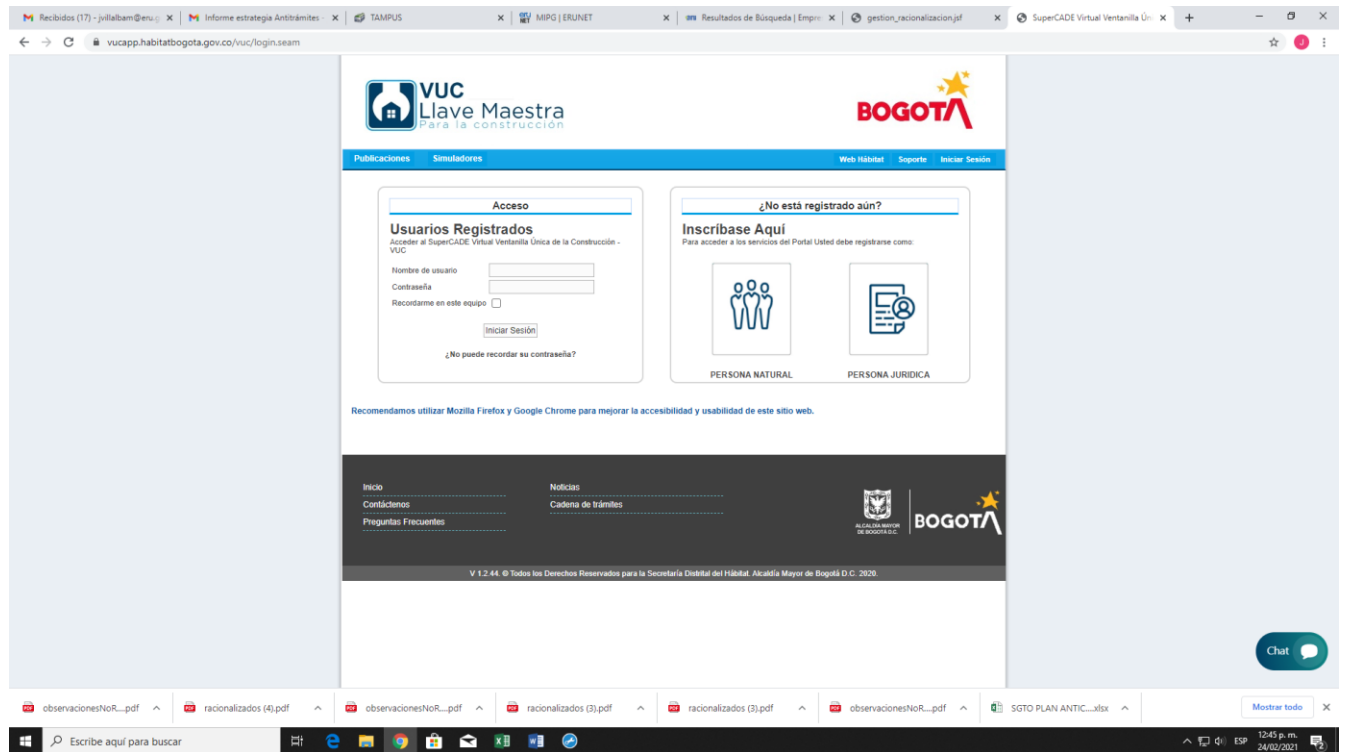 Recibidos (17) - jvillalbam@eru.g
Informe estrategia Antitrámites -
TAMPUS
MIPG | ERUNET
Resultados de Búsqueda | Empre
gestion_racionalizacion.jsf
SuperCADE Virtual Ventanilla Ún
vucapp.habitatbogota.gov.co/vuc/login.seam
J
VUC
Llave Maestra
Para la construcción
BOGOTÁ
Publicaciones
Simuladores
Web Hábitat
Soporte
Iniciar Sesión
Acceso
Usuarios Registrados
Acceder al SuperCADE Virtual Ventanilla Única de la Construcción -
VUC
Nombre de usuario
Contraseña
Recordarme en este equipo
Iniciar Sesión
¿No puede recordar su contraseña?
¿No está registrado aún?
Inscríbase Aquí
Para acceder a los servicios del Portal Usted debe registrarse como:
PERSONA NATURAL
PERSONA JURIDICA
Recomendamos utilizar Mozilla Firefox y Google Chrome para mejorar la accesibilidad y usabilidad de este sitio web.
Inicio
Noticias
Contáctenos
Cadena de trámites
Preguntas Frecuentes
ALCALDÍA MAYOR
DE BOGOTÁ D.C.
BOGOTÁ
V 1.2.44. © Todos los Derechos Reservados para la Secretaría Distrital del Hábitat. Alcaldía Mayor de Bogotá D.C. 2020.
Chat
observacionesNoR....pdf
racionalizados (4).pdf
observacionesNoR....pdf
racionalizados (3).pdf
racionalizados (3).pdf
observacionesNoR....pdf
SGTO PLAN ANTIC....xlsx
Mostrar todo
Escribe aquí para buscar
ESP
12:45 p. m.
24/02/2021